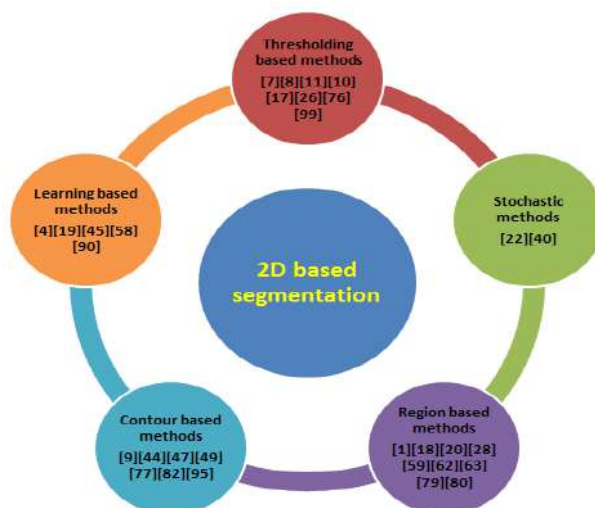 Thresholding
based methods
[7][8][11][10]
[17][26][76]
[99]
Learning based
methods
[4][19][45][58]
[90]
Stochastic
methods
[22][40]
2D based
segmentation
Contour based
methods
[9][44][47][49]
[77][82][95]
Region based
methods
[1][18][20][28]
[59][62][63]
[79][80]